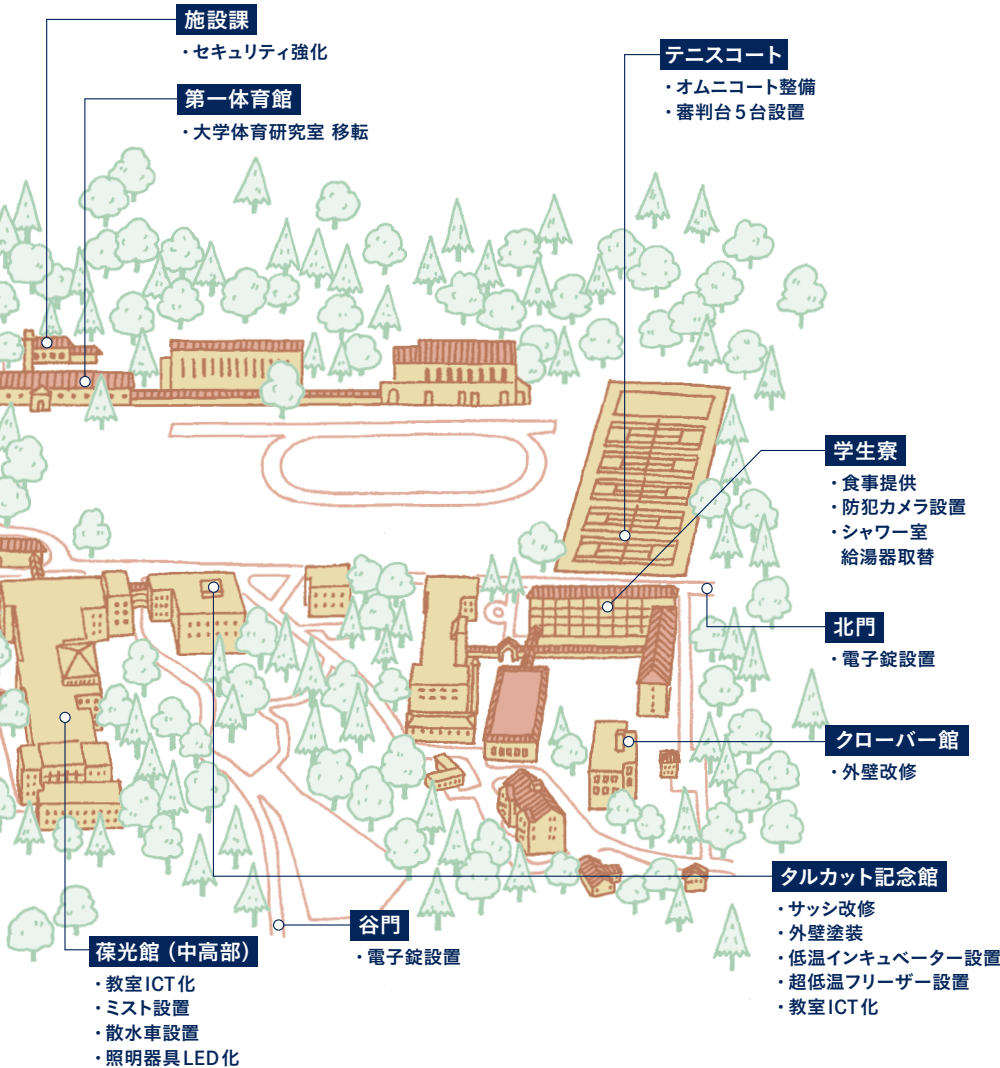 施設課
・セキュリティ強化
第一体育館
・大学体育研究室 移転
テニスコート
・オムニコート整備
・審判台5台設置
学生寮
・食事提供
・防犯カメラ設置
・シャワー室
給湯器取替
北門
・電子錠設置
クローバー館
・外壁改修
タルカット記念館
・サッシ改修
・外壁塗装
・低温インキュベーター設置
・超低温フリーザー設置
・教室ICT化
谷門
・電子錠設置
葆光館（中高部）
・教室ICT化
・ミスト設置
・散水車設置
・照明器具LED化